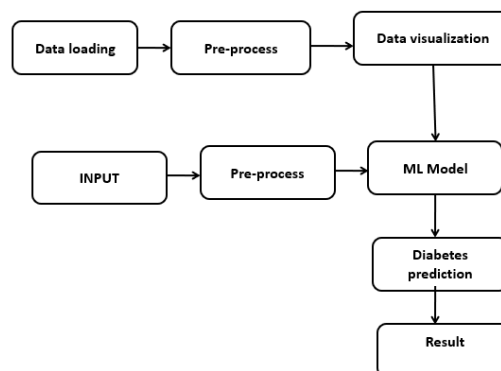 Data loading
Pre-process
Data visualization
INPUT
Pre-process
ML Model
Diabetes
prediction
Result